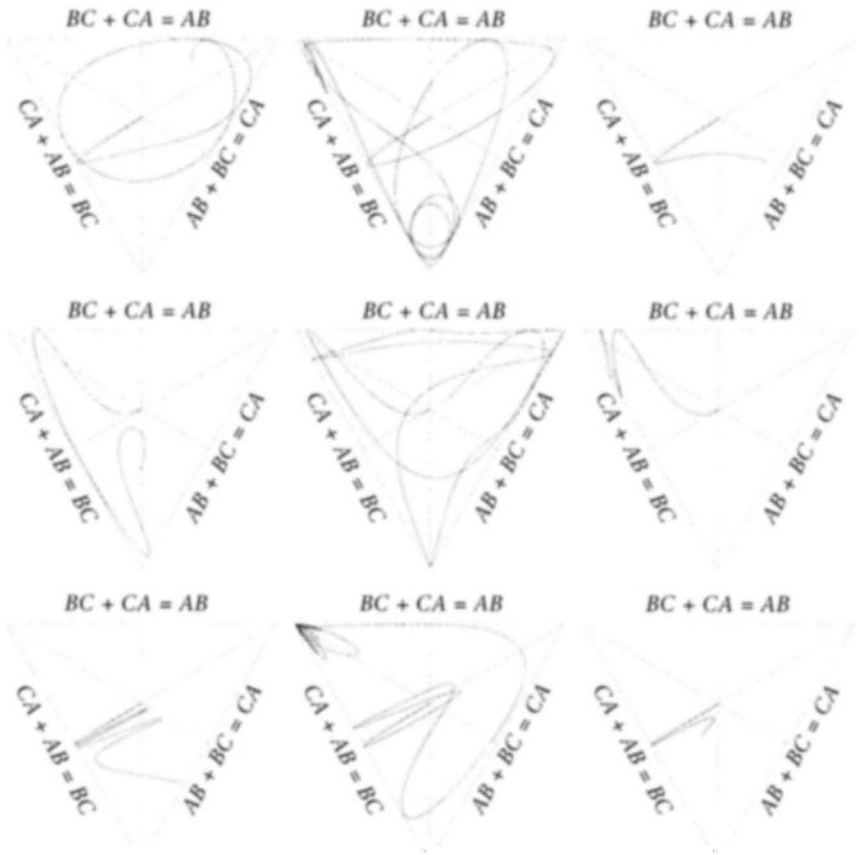 BC + CA = AB BC + CA = AB BC + CA = AB
CA + AB = BC AB + BC = CA CA + AB = BC AB + BC = CA CA + AB = BC AB + BC = CA
BC + CA = AB BC + CA = AB BC + CA = AB
CA + AB = BC AB + BC = CA CA + AB = BC AB + BC = CA CA + AB = BC AB + BC = CA
BC + CA = AB BC + CA = AB BC + CA = AB
CA + AB = BC AB + BC = CA CA + AB = BC AB + BC = CA CA + AB = BC AB + BC = CA